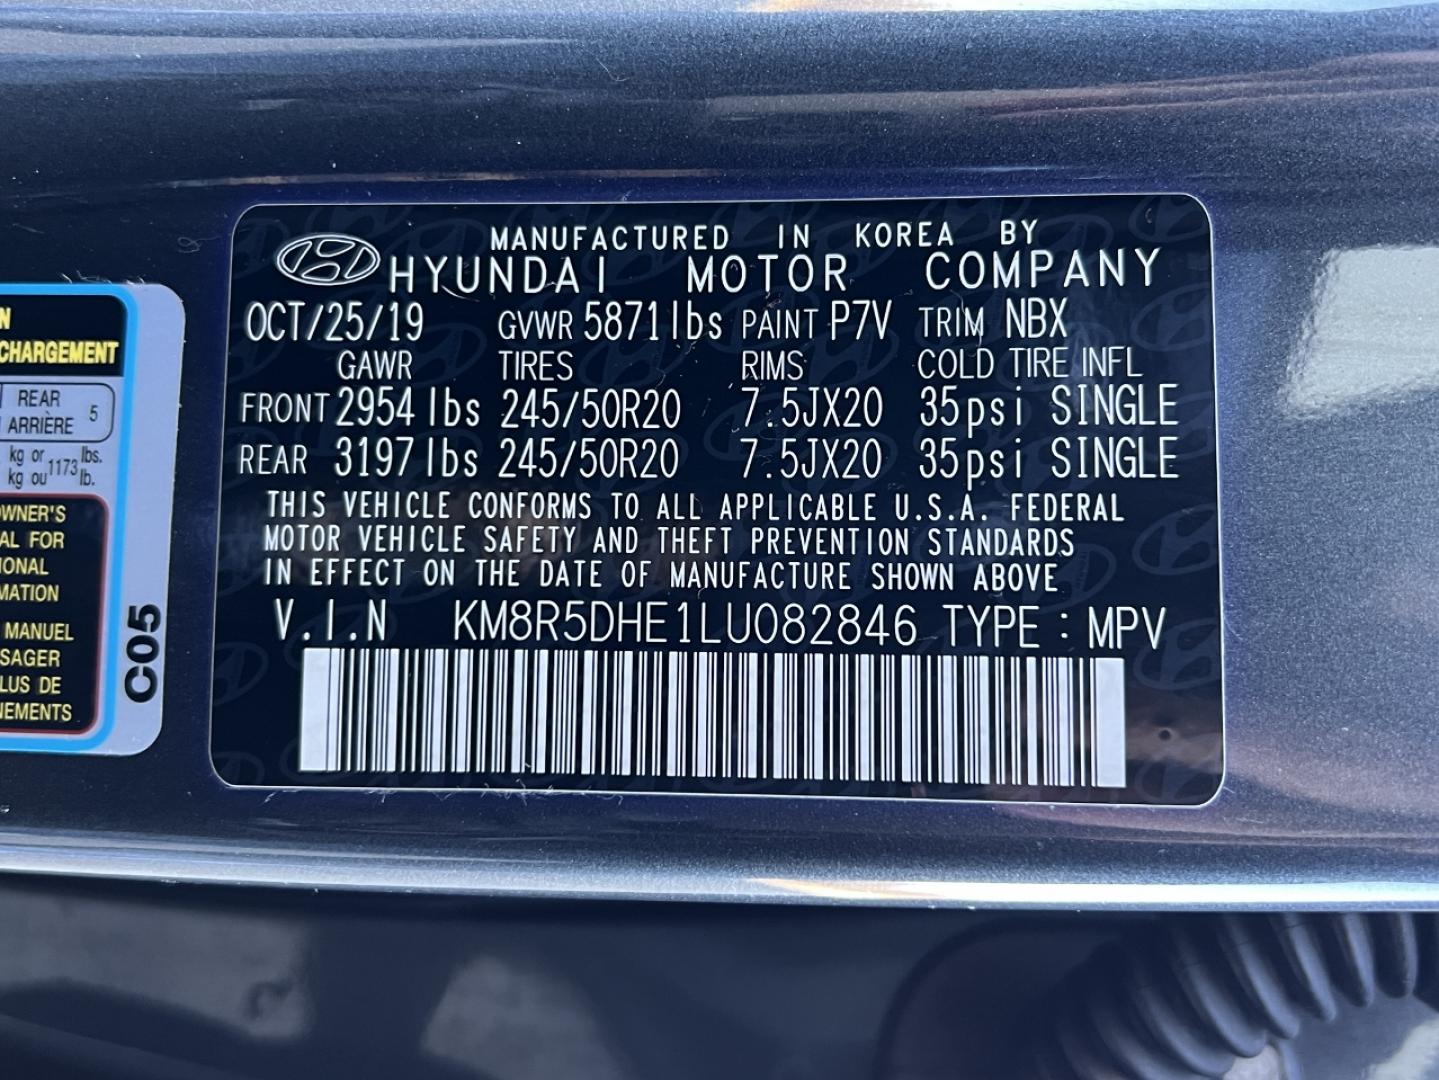 MANUFACTURED IN KOREA BY
HYUNDAI MOTOR COMPANY
OCT/25/19 GVWR 5871lbs PAINT P7V TRIM NBX
GAWR TIRES RIMS COLD TIRE INFL
FRONT 2954lbs 245/50R20 7.5JX20 35psi SINGLE
REAR 3197lbs 245/50R20 7.5JX20 35psi SINGLE
THIS VEHICLE CONFORMS TO ALL APPLICABLE U.S.A. FEDERAL
MOTOR VEHICLE SAFETY AND THEFT PREVENTION STANDARDS
IN EFFECT ON THE DATE OF MANUFACTURE SHOWN ABOVE
V.I.N KM8R5DHE1LU082846 TYPE : MPV
CHARGEMENT
REAR
ARRIÈRE 5
kg or lbs.
kg ou 1173 lb.
OWNER'S
AL FOR
IONAL
MATION
MANUEL
SAGER
LUS DE
NEMENTS
C05